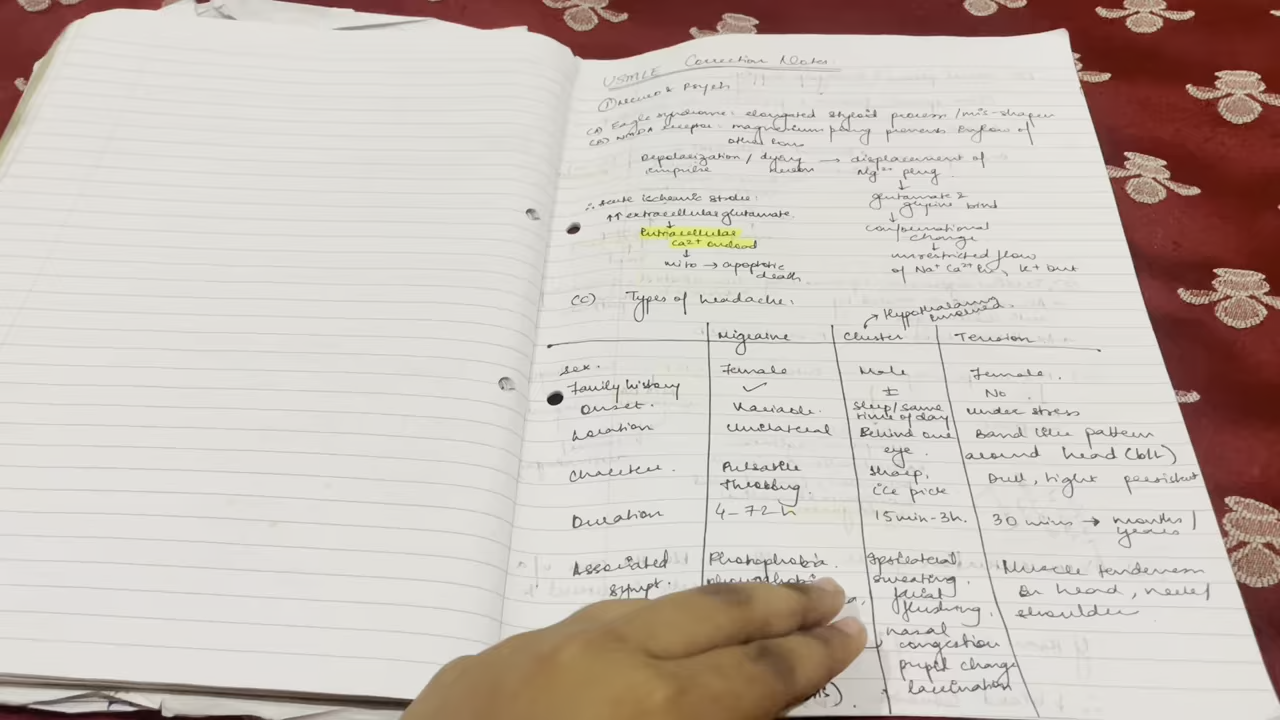 USMLE Correction Notes
① Neuro & Psych
(A) Eagle syndrome: elongated styloid process / mis-shapen
(B) NMDA receptor - magnesium plug prevents of
other ions
Depolarization / dying → displacement of
impulse neuron Mg²⁺ plug.
↓
glutamate &
glycine bind
↓
conformational
change
↓
unrestricted flow
of Na⁺ Ca²⁺ in, K⁺ out
∴ Acute ischemic stroke:
↑↑ extracellular glutamate.
↓
Intracellular
Ca²⁺ overload
↓
mito → apoptotic
death
(C) Types of headache:
→ Hypothalamus
involved.
Migraine Cluster Tension
Sex. Female Male Female.
Family history ✓ ± No.
Onset. Variable. Sleep/same under stress
time of day
Location Unilateral Behind one Band like pattern
eye. around head (b/l)
Character. Pulsatile Sharp, Dull, tight persistent
throbbing. ice pick
Duration 4-72h 15min-3h. 30 mins → months/
years
Associated Photophobia. Ipsilateral Muscle tenderness
Sympt. sweating. in head, neck/
facial shoulder
flushing.
nasal
congestion
pupil change
lacrimation